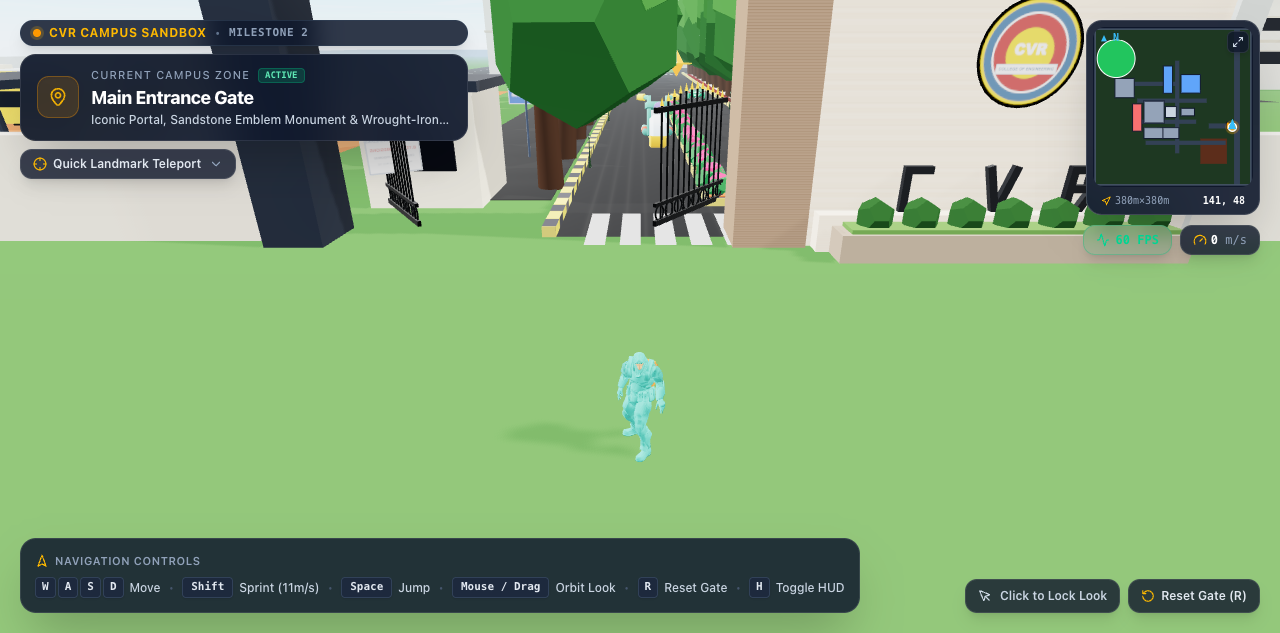 CVR CAMPUS SANDBOX • MILESTONE 2
CURRENT CAMPUS ZONE ACTIVE
Main Entrance Gate
Iconic Portal, Sandstone Emblem Monument & Wrought-Iron...
Quick Landmark Teleport
CVR
C V R
N
380m×380m 141, 48
60 FPS
0 m/s
NAVIGATION CONTROLS
W A S D Move • Shift Sprint (11m/s) • Space Jump • Mouse / Drag Orbit Look • R Reset Gate • H Toggle HUD
Click to Lock Look
Reset Gate (R)